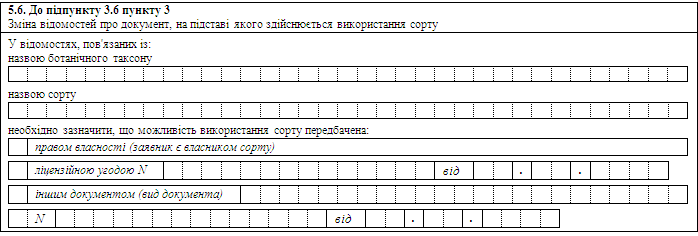 5.6. До підпункту 3.6 пункту 3
Зміна відомостей про документ, на підставі якого здійснюється використання сорту
У відомостях, пов'язаних із:
назвою ботанічного таксону
назвою сорту
необхідно зазначити, що можливість використання сорту передбачена:
правом власності (заявник є власником сорту)
ліцензійною угодою N від . .
іншим документом (вид документа)
N від . .